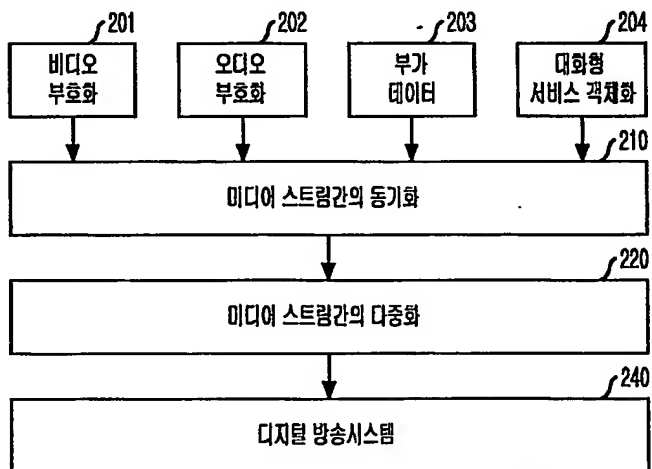 201
202
203
204
비디오
부호화
오디오
부호화
부가
데이터
대화형
서비스 객체화
210
미디어 스트림간의 동기화
220
미디어 스트림간의 다중화
240
디지털 방송시스템